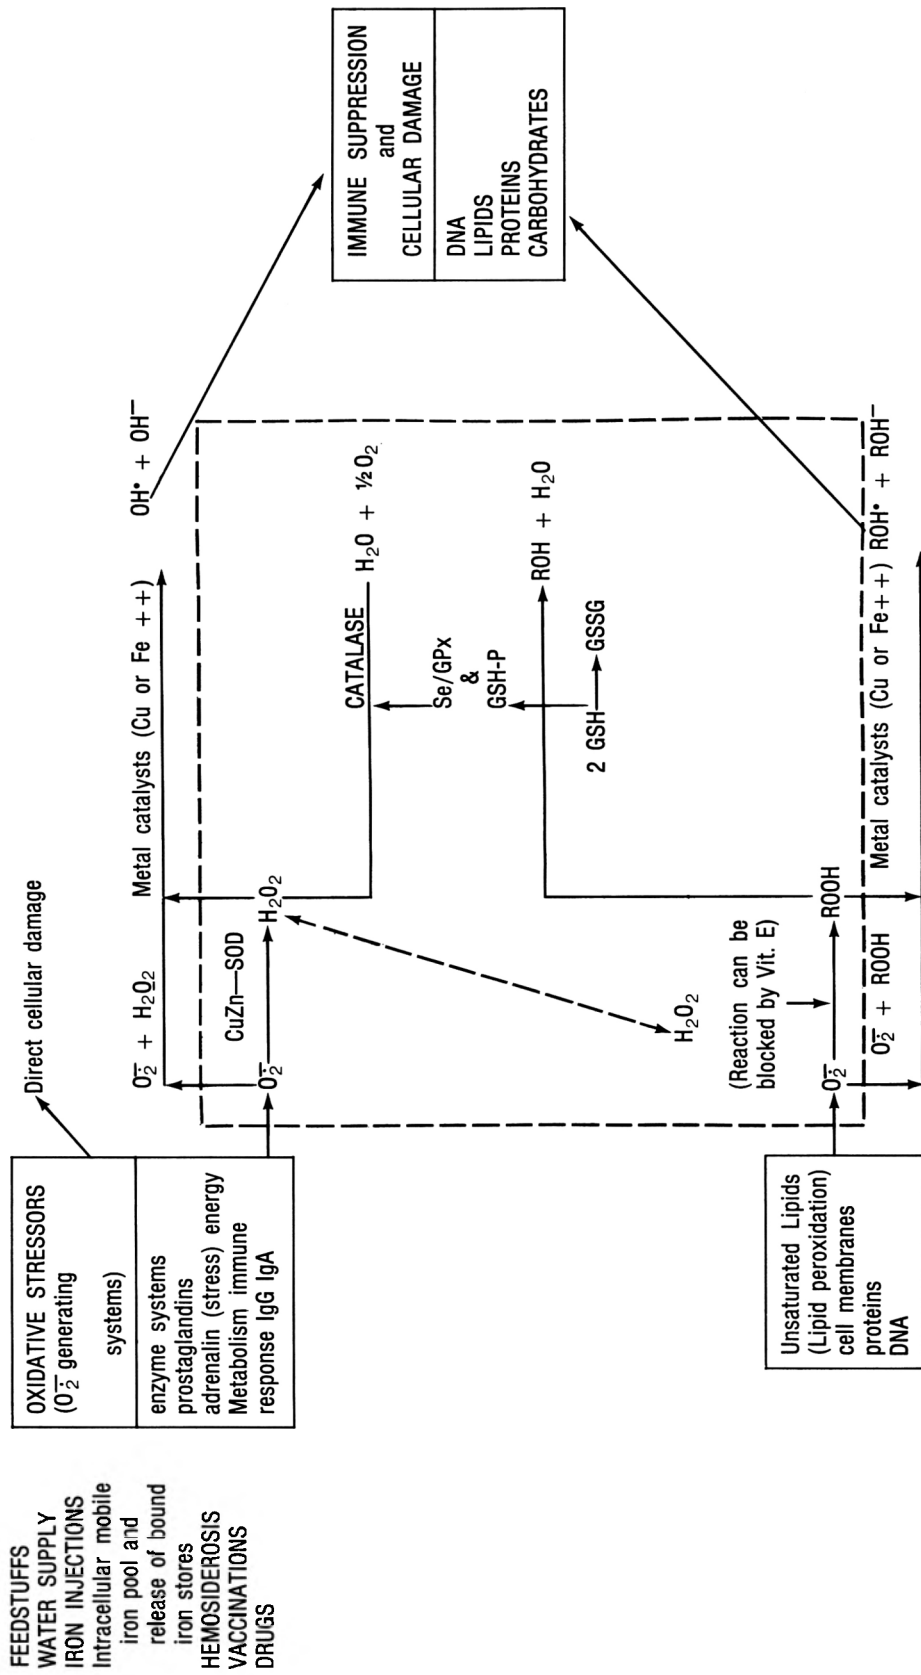 FEEDSTUFFS
WATER SUPPLY
IRON INJECTIONS
Intracellular mobile
iron pool and
release of bound
iron stores
HEMOSIDEROSIS
VACCINATIONS
DRUGS
OXIDATIVE STRESSORS
(O₂∸ generating
systems)
enzyme systems
prostaglandins
adrenalin (stress) energy
Metabolism immune
response IgG IgA
Direct cellular damage
O₂∸ + H₂O₂
Metal catalysts (Cu or Fe ++)
OH• + OH⁻
O₂∸
CuZn—SOD
H₂O₂
CATALASE
H₂O + ½O₂
Se/GPx
&
GSH-P
ROH + H₂O
2 GSH
GSSG
H₂O₂
(Reaction can be
blocked by Vit. E)
Unsaturated Lipids
(Lipid peroxidation)
cell membranes
proteins
DNA
O₂∸
ROOH
O₂∸ + ROOH
Metal catalysts (Cu or Fe++)
ROH• + ROH⁻
IMMUNE SUPPRESSION
and
CELLULAR DAMAGE
DNA
LIPIDS
PROTEINS
CARBOHYDRATES